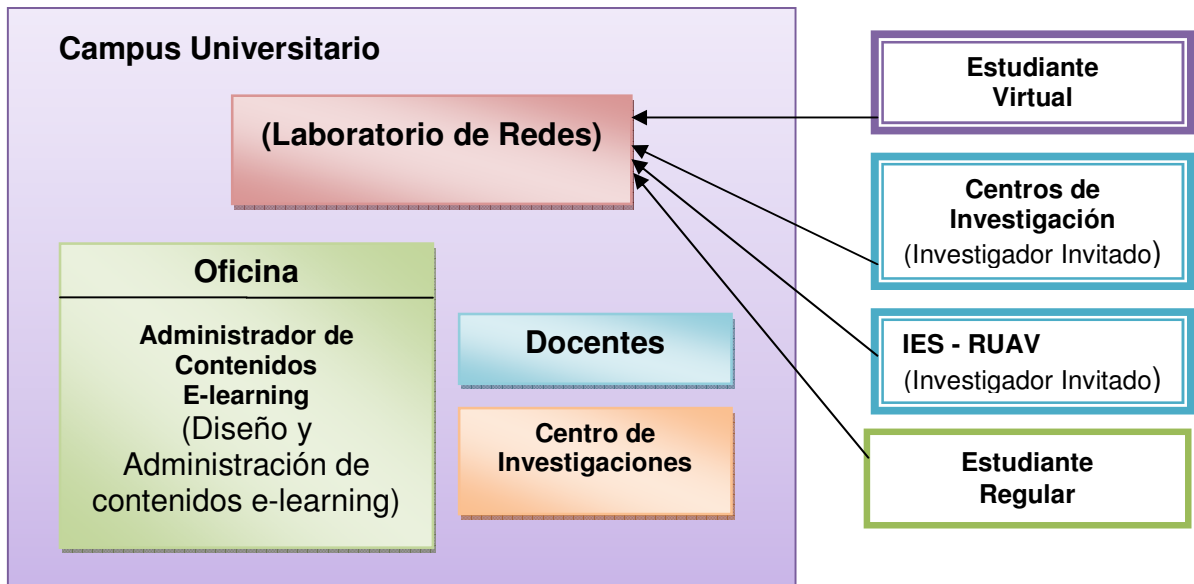 Campus Universitario
(Laboratorio de Redes)
Oficina
Administrador de
Contenidos
E-learning
(Diseño y
Administración de
contenidos e-learning)
Docentes
Centro de
Investigaciones
Estudiante
Virtual
Centros de
Investigación
(Investigador Invitado)
IES - RUAV
(Investigador Invitado)
Estudiante
Regular